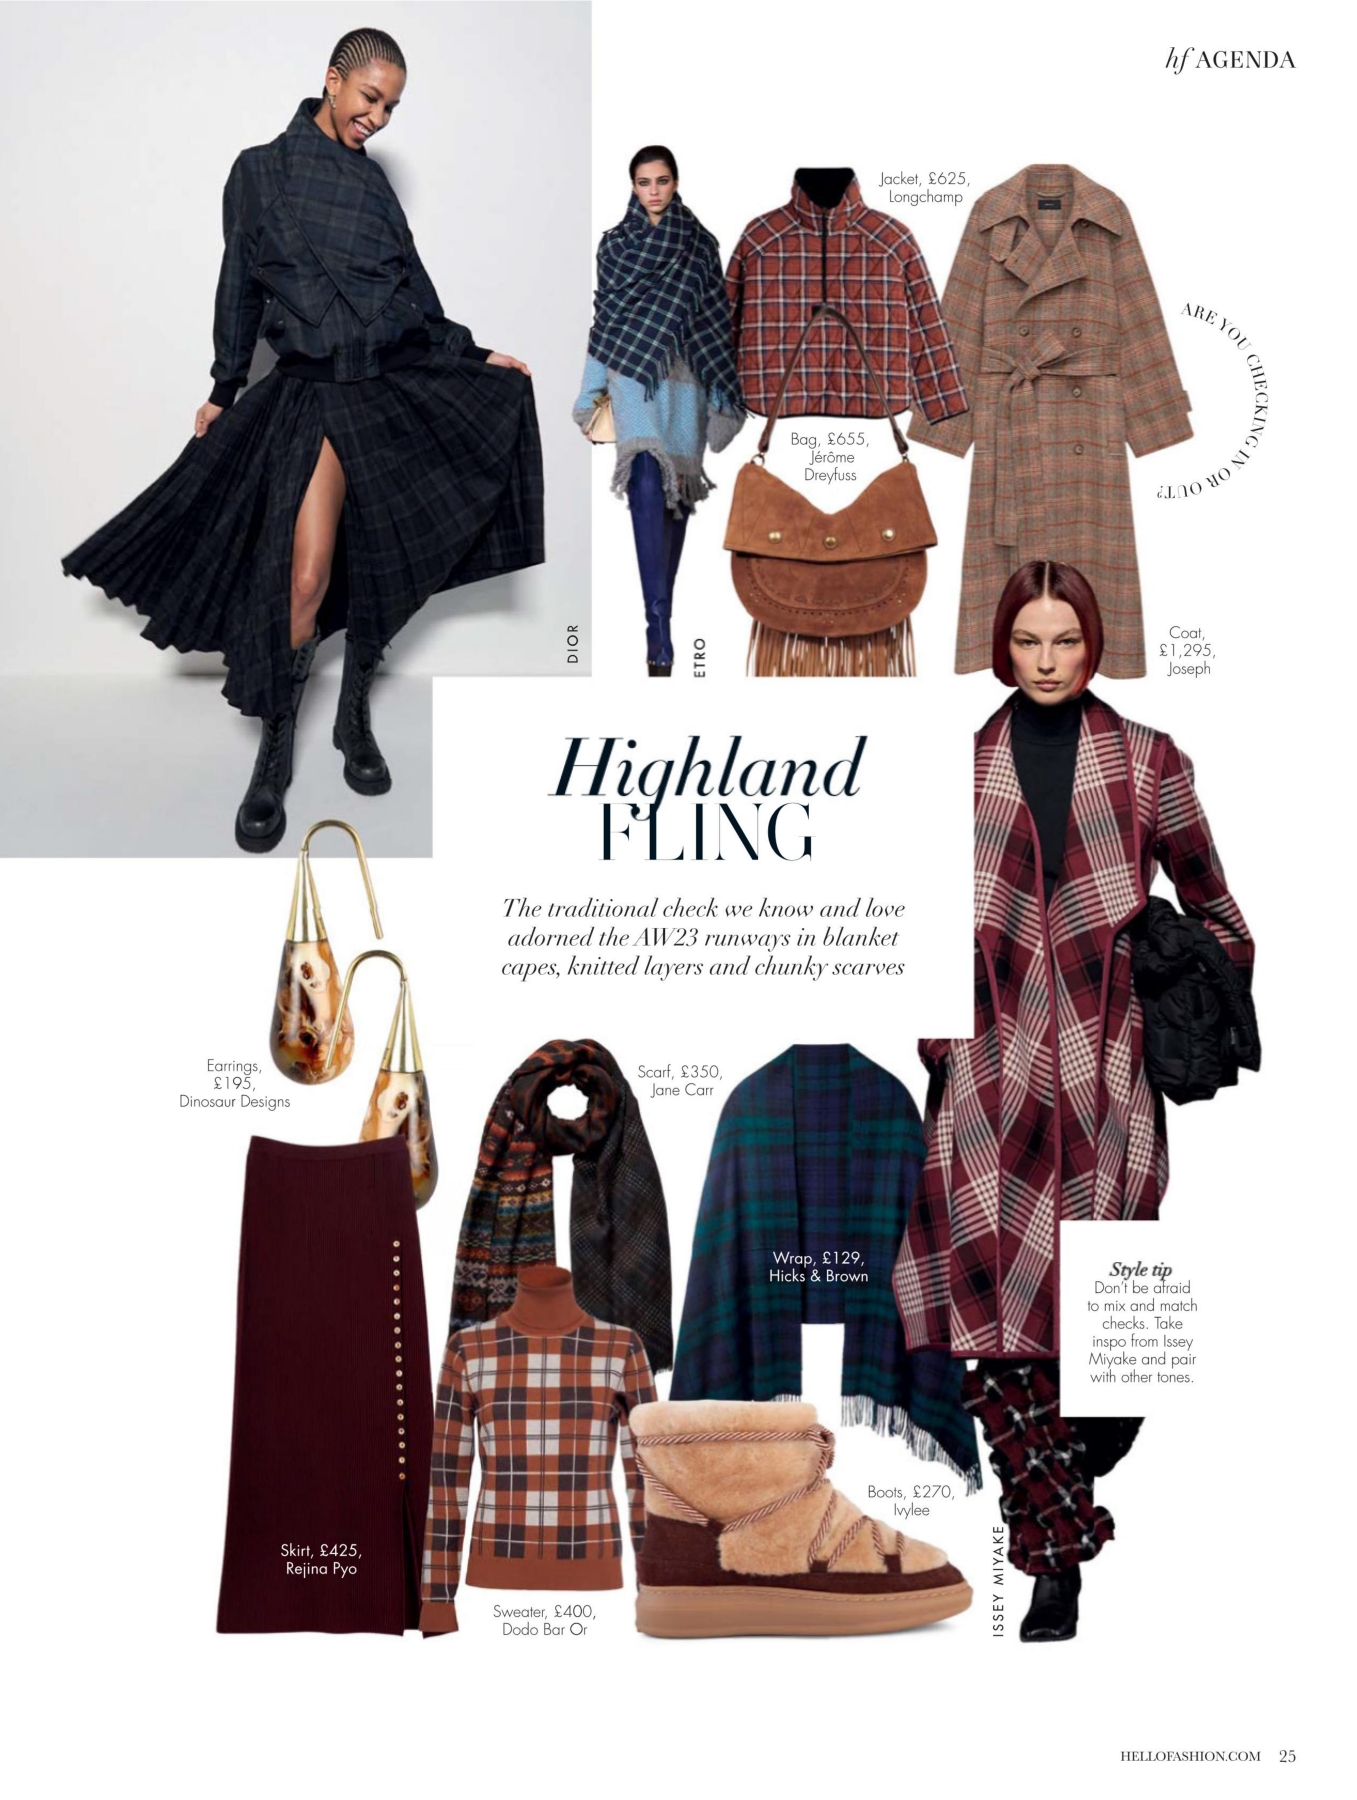 hf AGENDA
Jacket, £625,
Longchamp
ARE YOU CHECKING IN OR OUT?
Bag, £655,
Jérôme
Dreyfuss
DIOR
ETRO
Coat,
£1,295,
Joseph
Highland
FLING
The traditional check we know and love
adorned the AW23 runways in blanket
capes, knitted layers and chunky scarves
Earrings,
£195,
Dinosaur Designs
Scarf, £350,
Jane Carr
Wrap, £129,
Hicks & Brown
Style tip
Don't be afraid
to mix and match
checks. Take
inspo from Issey
Miyake and pair
with other tones.
Boots, £270,
Ivylee
Skirt, £425,
Rejina Pyo
Sweater, £400,
Dodo Bar Or
ISSEY MIYAKE
HELLOFASHION.COM 25